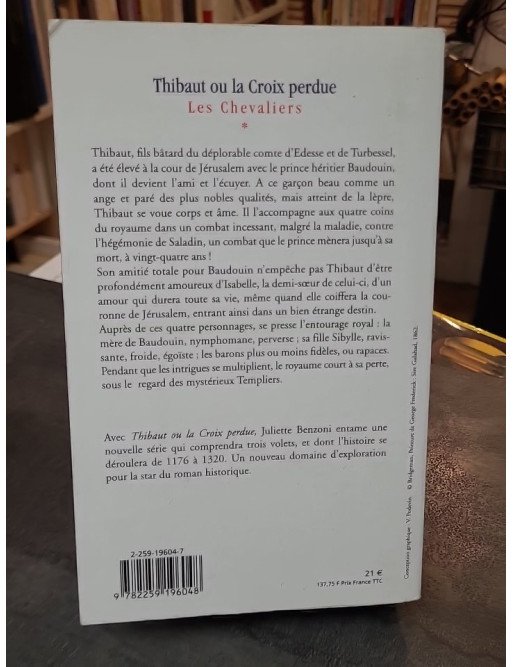 Thibaut ou la Croix perdue
Les Chevaliers
*
Thibaut, fils bâtard du déplorable comte d'Edesse et de Turbessel,
a été élevé à la cour de Jérusalem avec le prince héritier Baudouin,
dont il devient l'ami et l'écuyer. A ce garçon beau comme un
ange et paré des plus nobles qualités, mais atteint de la lèpre,
Thibaut se voue corps et âme. Il l'accompagne aux quatre coins
du royaume dans un combat incessant, malgré la maladie, contre
l'hégémonie de Saladin, un combat que le prince mènera jusqu'à sa
mort, à vingt-quatre ans !
Son amitié totale pour Baudouin n'empêche pas Thibaut d'être
profondément amoureux d'Isabelle, la demi-sœur de celui-ci, d'un
amour qui durera toute sa vie, même quand elle coiffera la cou-
ronne de Jérusalem, entrant ainsi dans un bien étrange destin.
Auprès de ces quatre personnages, se presse l'entourage royal : la
mère de Baudouin, nymphomane, perverse ; sa fille Sibylle, ravis-
sante, froide, égoïste ; les barons plus ou moins fidèles, ou rapaces.
Pendant que les intrigues se multiplient, le royaume court à sa perte,
sous le regard des mystérieux Templiers.
Avec Thibaut ou la Croix perdue, Juliette Benzoni entame une
nouvelle série qui comprendra trois volets, et dont l'histoire se
déroulera de 1176 à 1320. Un nouveau domaine d'exploration
pour la star du roman historique.
2-259-19604-7
9 782259 196048
21 €
137,75 F Prix France TTC
Conception graphique : V. Podevin. © Bridgeman, Peinture de George Frederick : Sire Galahad, 1862.